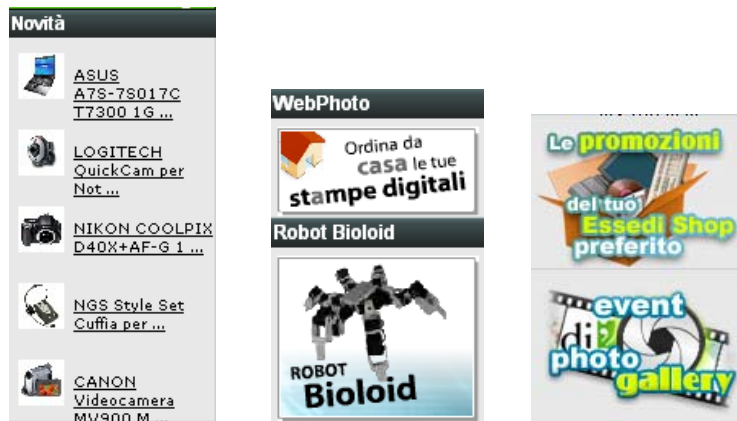 Novità
ASUS
A7S-7S017C
T7300 1G ...
LOGITECH
QuickCam per
Not ...
NIKON COOLPIX
D40X+AF-G 1 ...
NGS Style Set
Cuffia per ...
CANON
Videocamera
MV900 M ...
WebPhoto
Ordina da
casa le tue
stampe digitali
Robot Bioloid
ROBOT
Bioloid
Le promozioni
del tuo
Essedi Shop
preferito
event
di'
photo
gallery